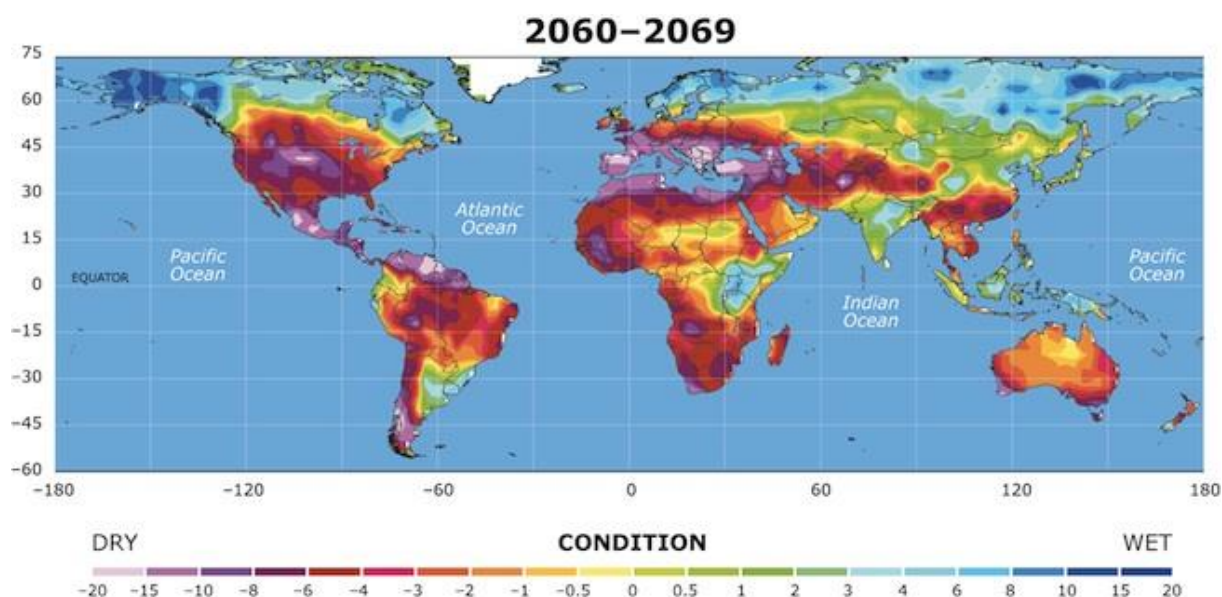 2060–2069
75
60
45
30
15
0
–15
–30
–45
–60
Atlantic
Ocean
Pacific
Ocean
EQUATOR
Pacific
Ocean
Indian
Ocean
–180 –120 –60 0 60 120 180
DRY CONDITION WET
–20 –15 –10 –8 –6 –4 –3 –2 –1 –0.5 0 0.5 1 2 3 4 6 8 10 15 20